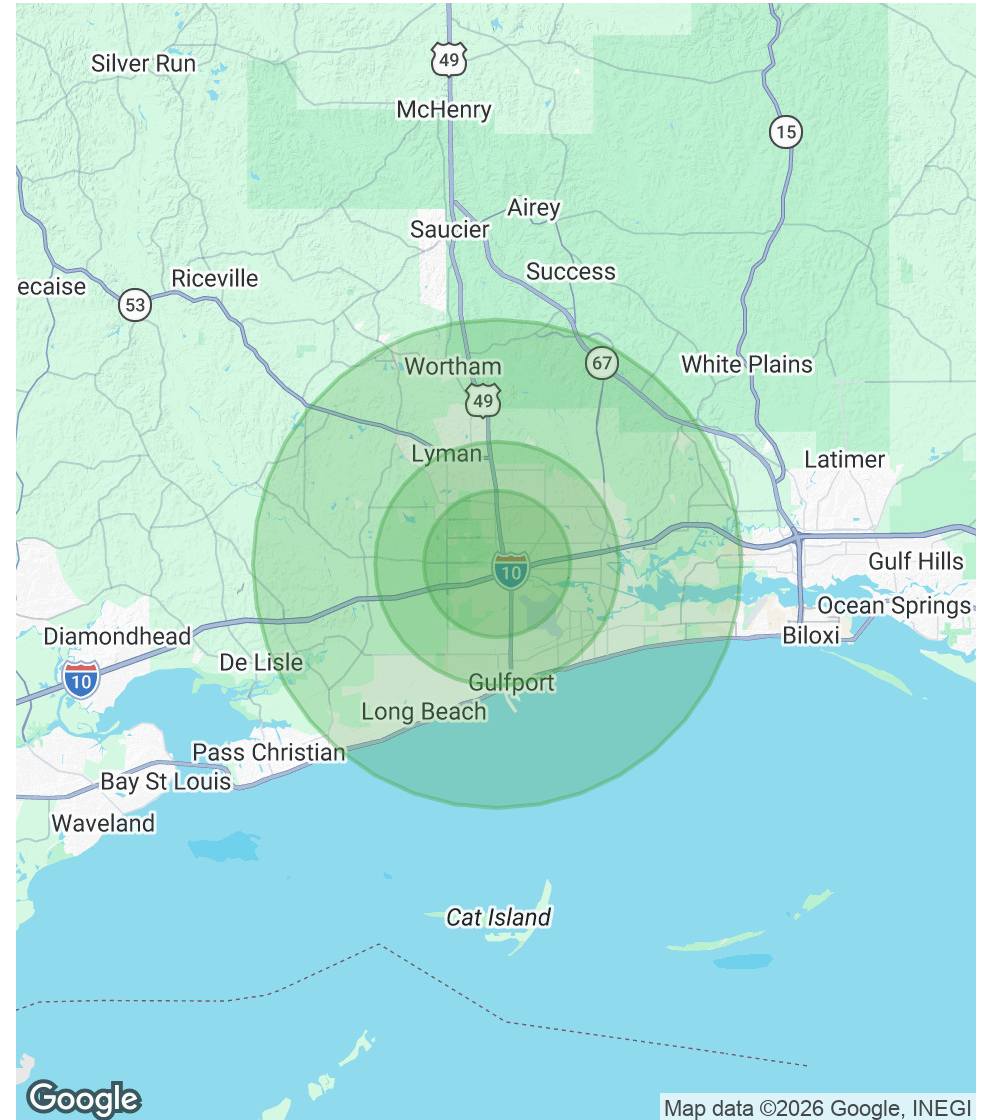 Silver Run
49
McHenry
15
Airey
Saucier
Success
Riceville
ecaise
53
Wortham
67
White Plains
49
Lyman
Latimer
10
Gulf Hills
Ocean Springs
Diamondhead
Biloxi
De Lisle
10
Gulfport
Long Beach
Pass Christian
Bay St Louis
Waveland
Cat Island
Google
Map data ©2026 Google, INEGI